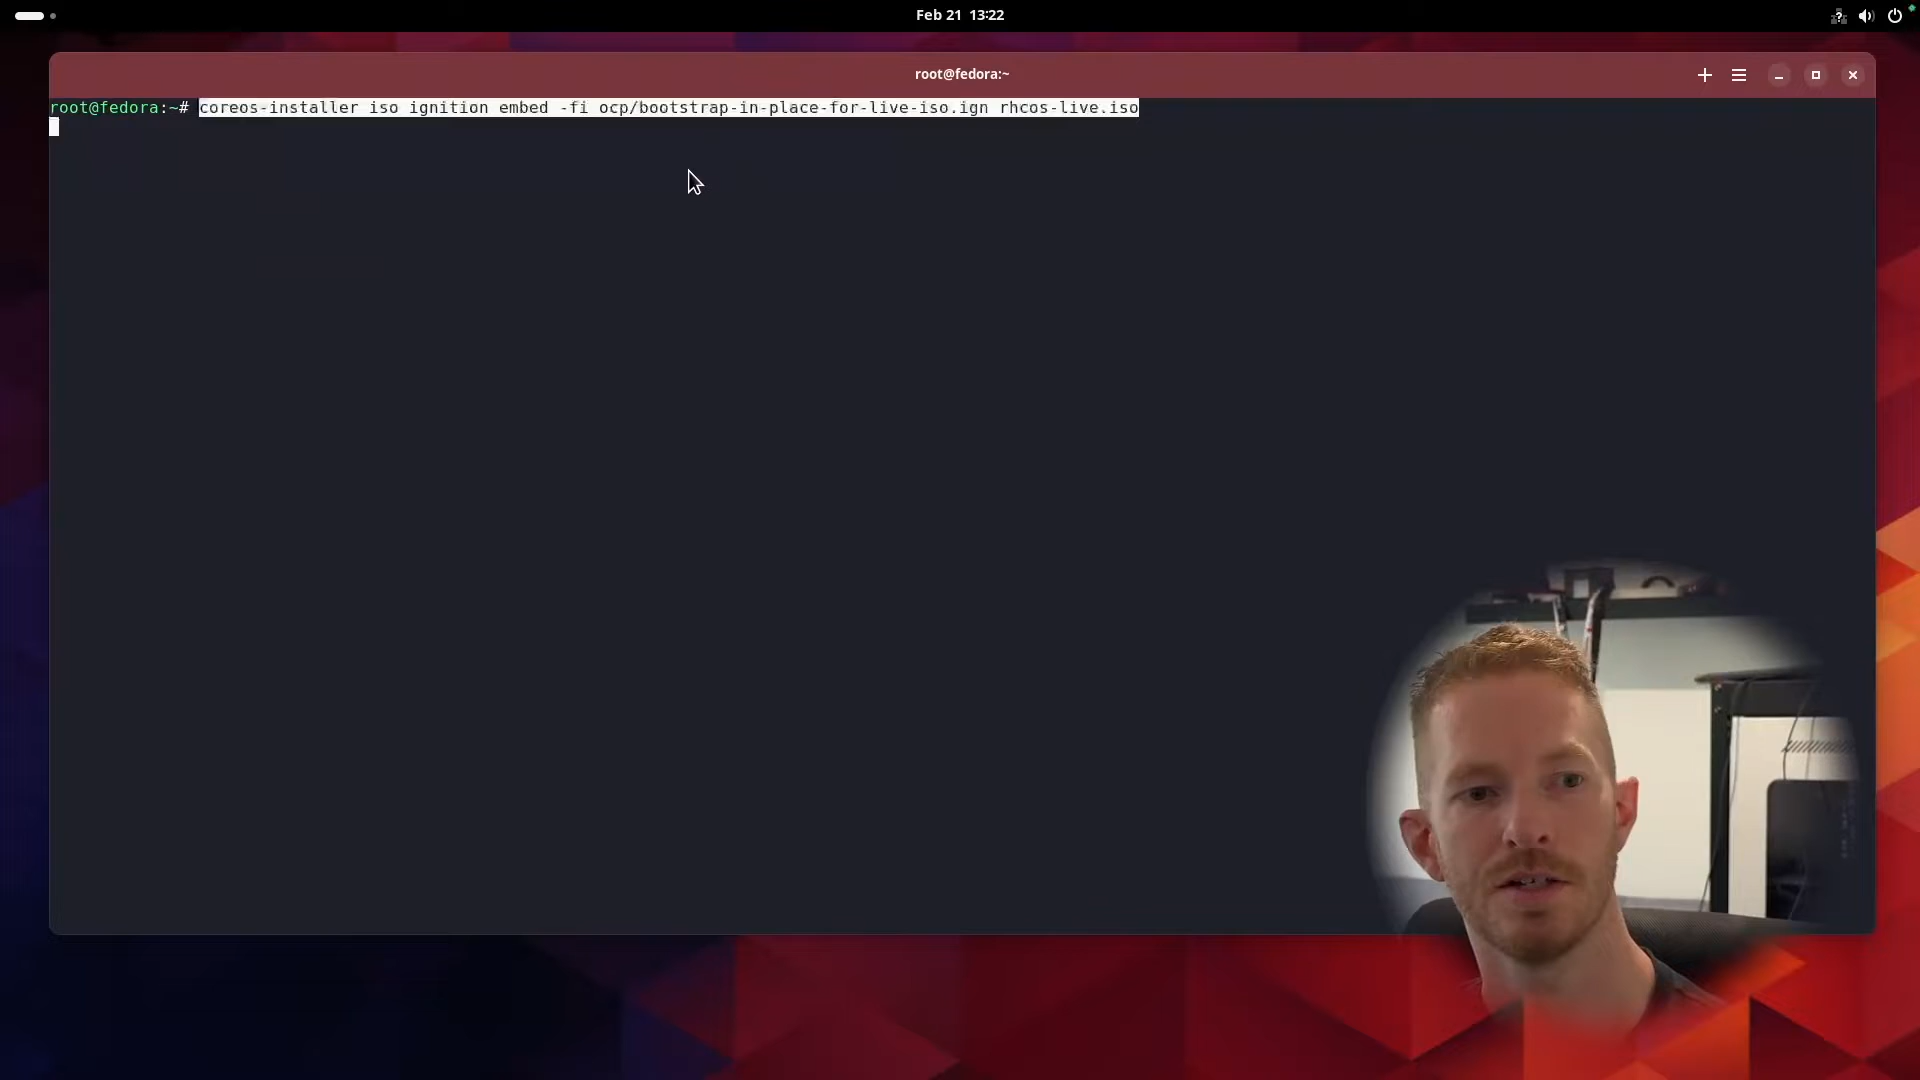 Feb 21 13:22
root@fedora:~
root@fedora:~# coreos-installer iso ignition embed -fi ocp/bootstrap-in-place-for-live-iso.ign rhcos-live.iso